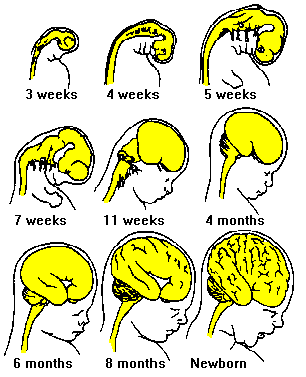 3 weeks
4 weeks
5 weeks
7 weeks
11 weeks
4 months
6 months
8 months
Newborn